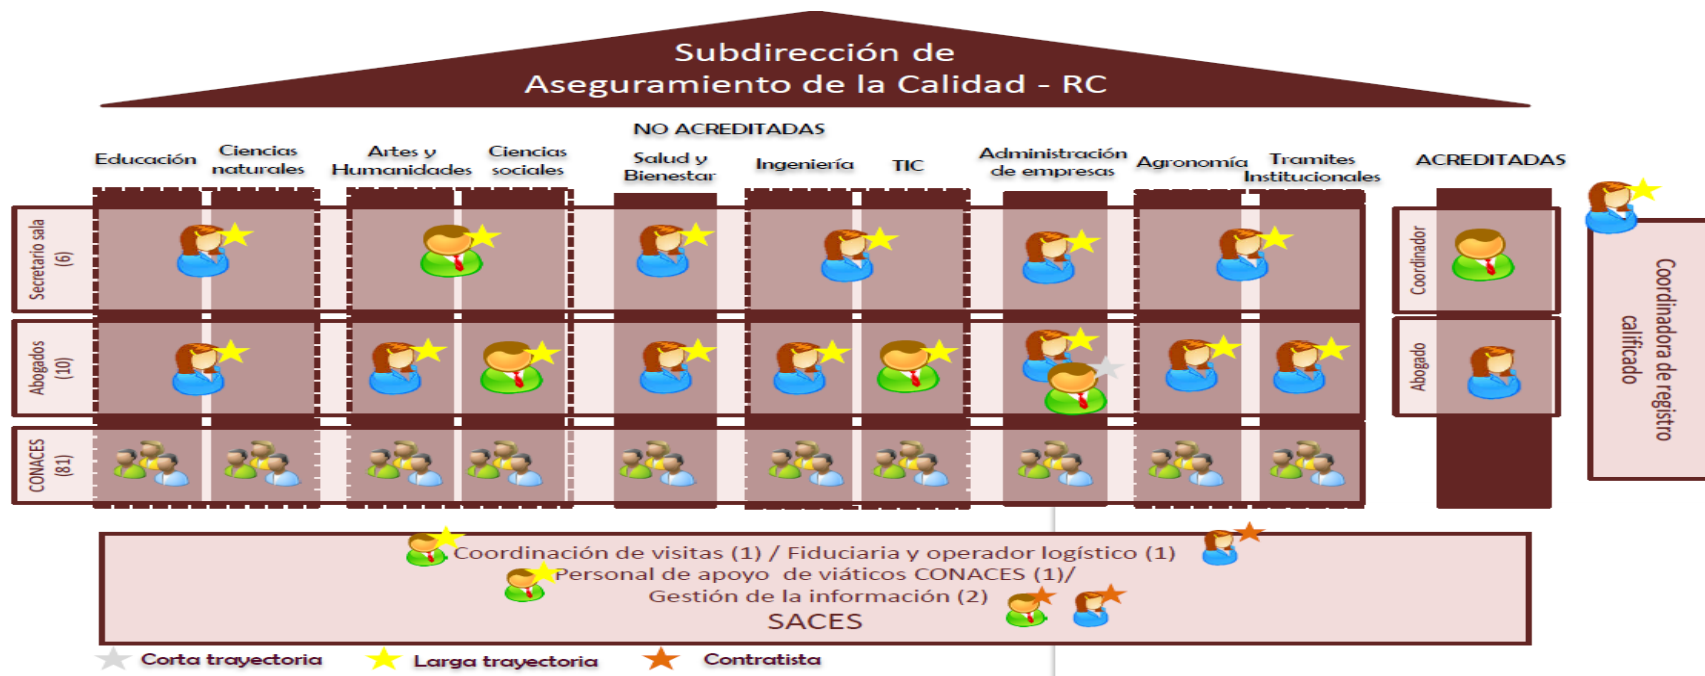 Subdirección de
Aseguramiento de la Calidad - RC
NO ACREDITADAS
Educación
Ciencias
naturales
Artes y
Humanidades
Ciencias
sociales
Salud y
Bienestar
Ingeniería
TIC
Administración
de empresas
Agronomía
Tramites
Institucionales
ACREDITADAS
Secretario sala
(6)
Coordinador
Abogados
(10)
Abogado
CONACES
(81)
Coordinadora de registro
calificado
Coordinación de visitas (1) / Fiduciaria y operador logístico (1)
Personal de apoyo de viáticos CONACES (1)/
Gestión de la información (2)
SACES
Corta trayectoria
Larga trayectoria
Contratista